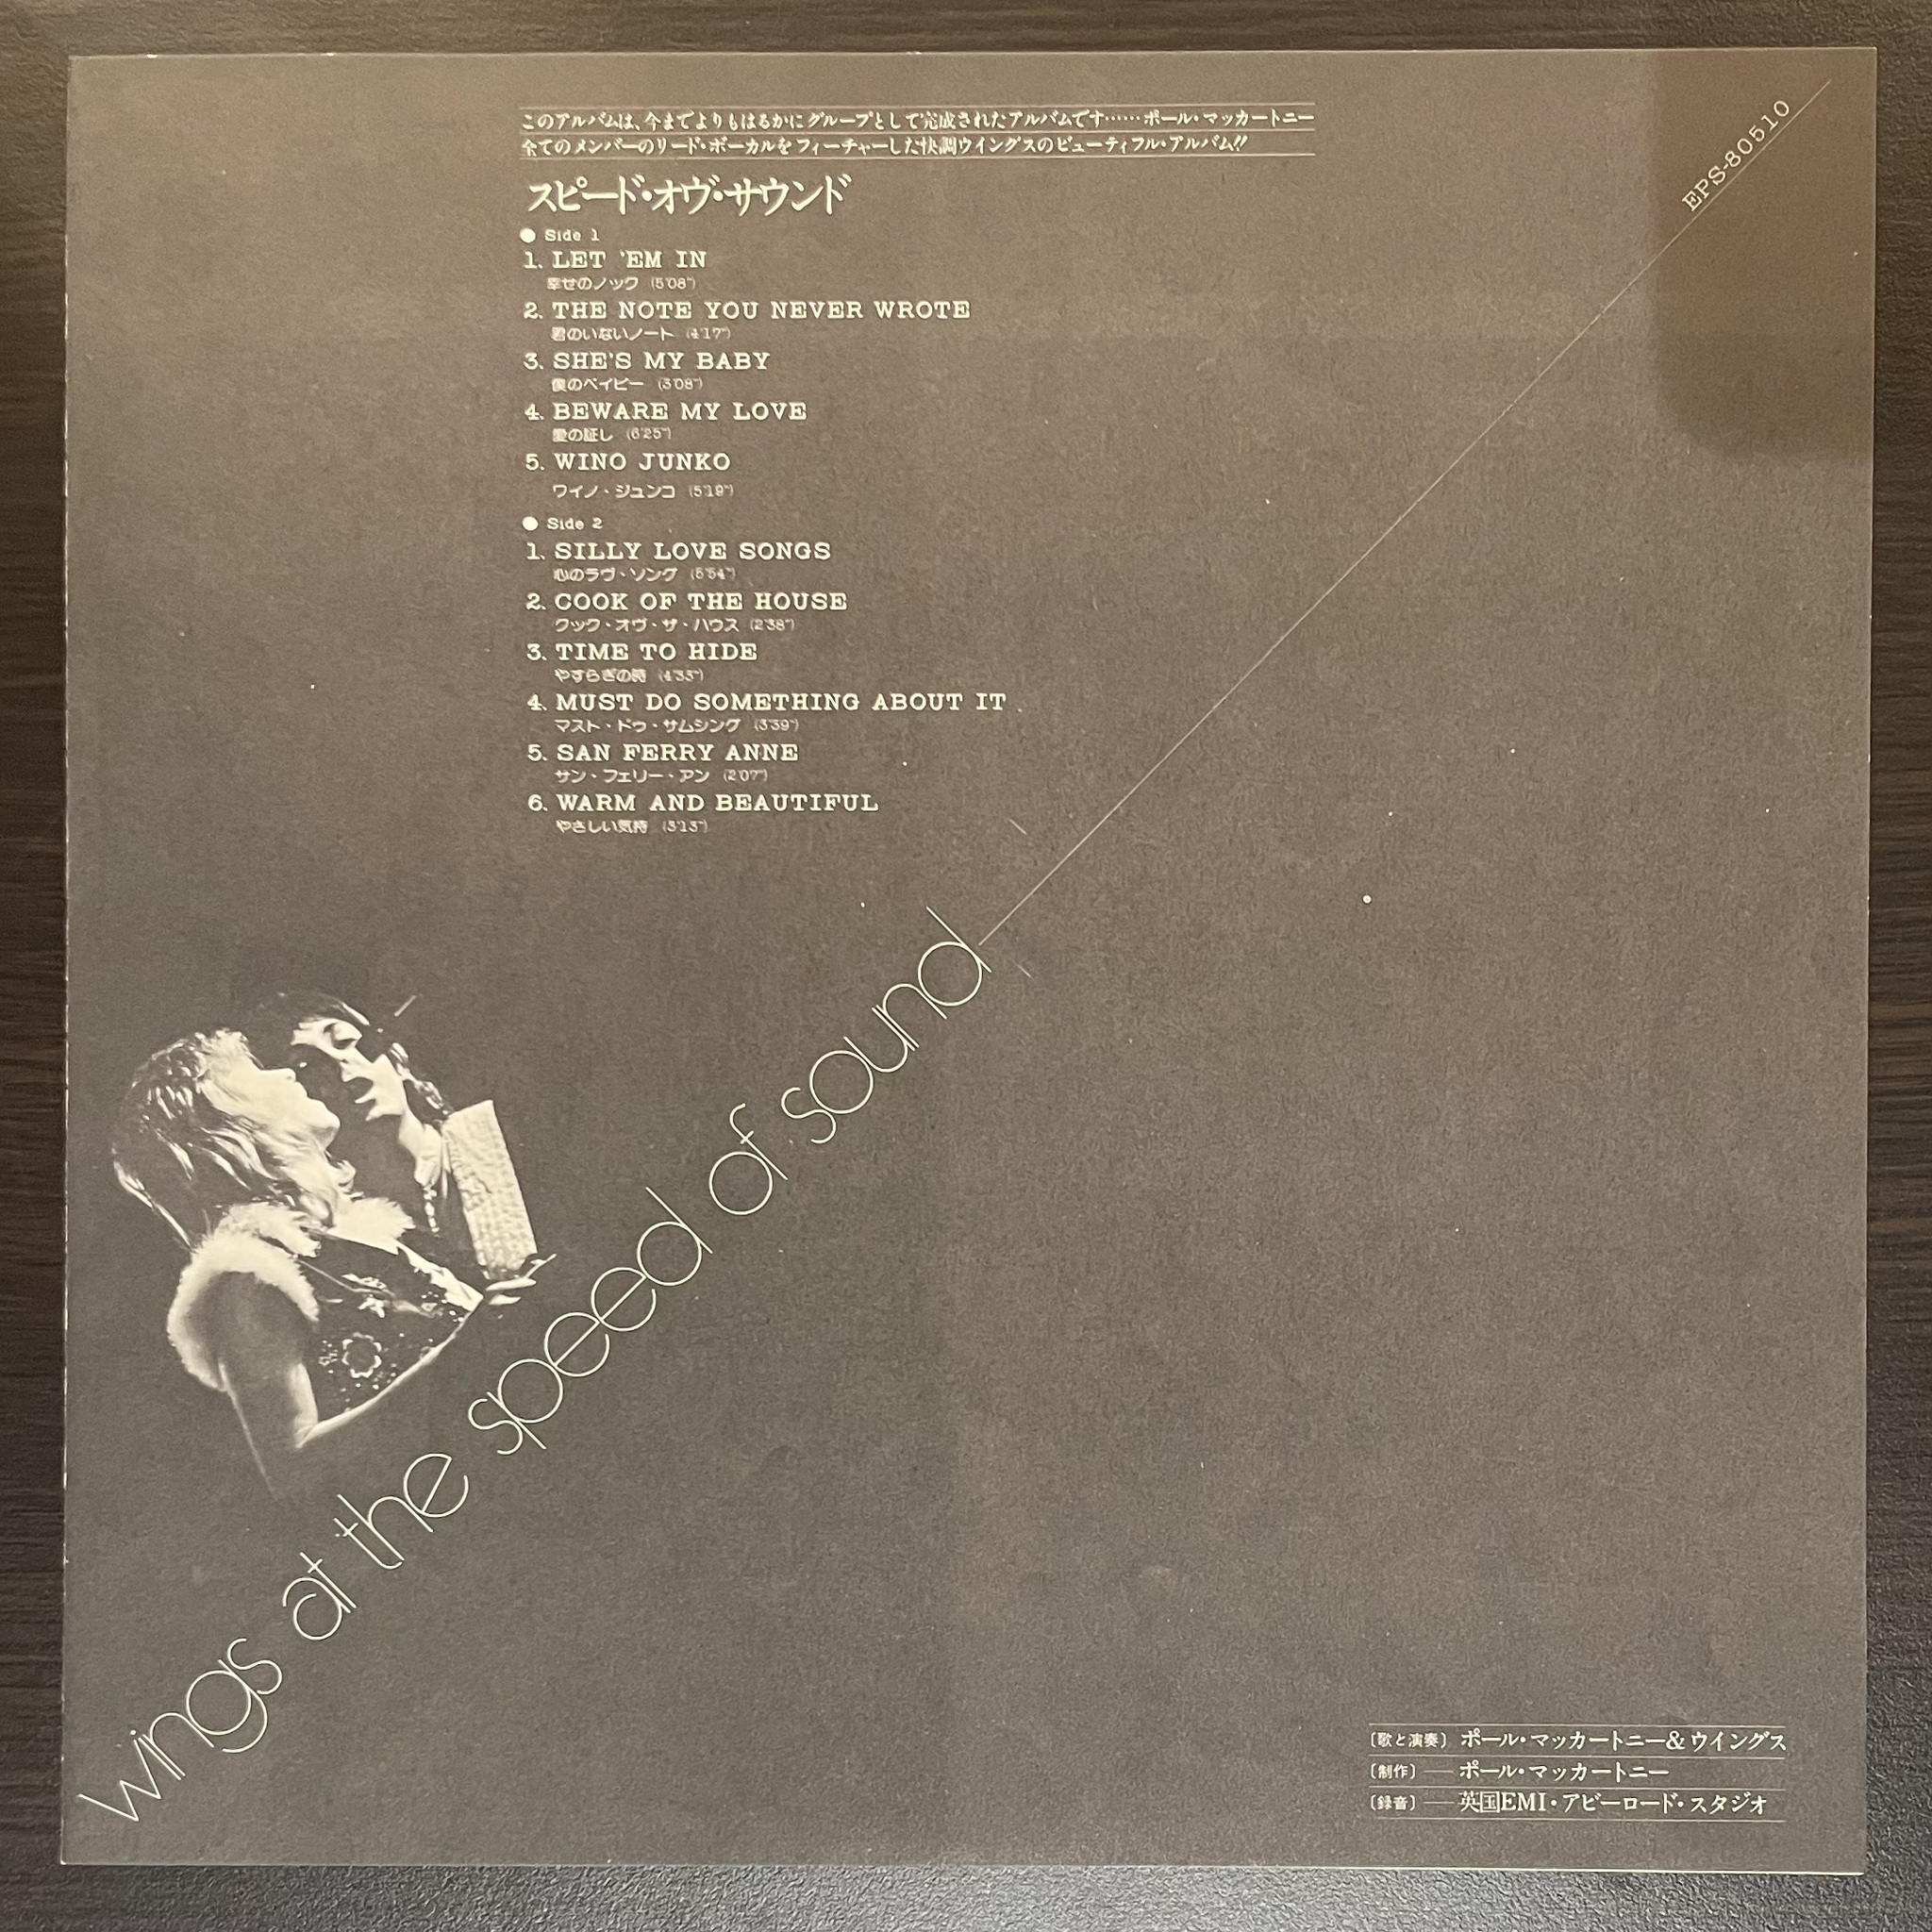 このアルバムは、今までよりもはるかにグループとして完成されたアルバムです……ポール・マッカートニー
全てのメンバーのリード・ボーカルをフィーチャーした快調ウイングスのビューティフル・アルバム!!
EPS-80510
スピード・オヴ・サウンド
● Side 1
1. LET 'EM IN
幸せのノック (5'08")
2. THE NOTE YOU NEVER WROTE
君のいないノート (4'17")
3. SHE'S MY BABY
僕のベイビー (3'08")
4. BEWARE MY LOVE
愛の証し (6'25")
5. WINO JUNKO
ワイノ・ジュンコ (5'19")
● Side 2
1. SILLY LOVE SONGS
心のラヴ・ソング (5'54")
2. COOK OF THE HOUSE
クック・オヴ・ザ・ハウス (2'38")
3. TIME TO HIDE
やすらぎの時 (4'33")
4. MUST DO SOMETHING ABOUT IT
マスト・ドゥ・サムシング (3'39")
5. SAN FERRY ANNE
サン・フェリー・アン (2'07")
6. WARM AND BEAUTIFUL
やさしい気持 (3'13")
wings at the speed of sound
〔歌と演奏〕ポール・マッカートニー&ウイングス
〔制作〕—ポール・マッカートニー
〔録音〕—英国EMI・アビーロード・スタジオ